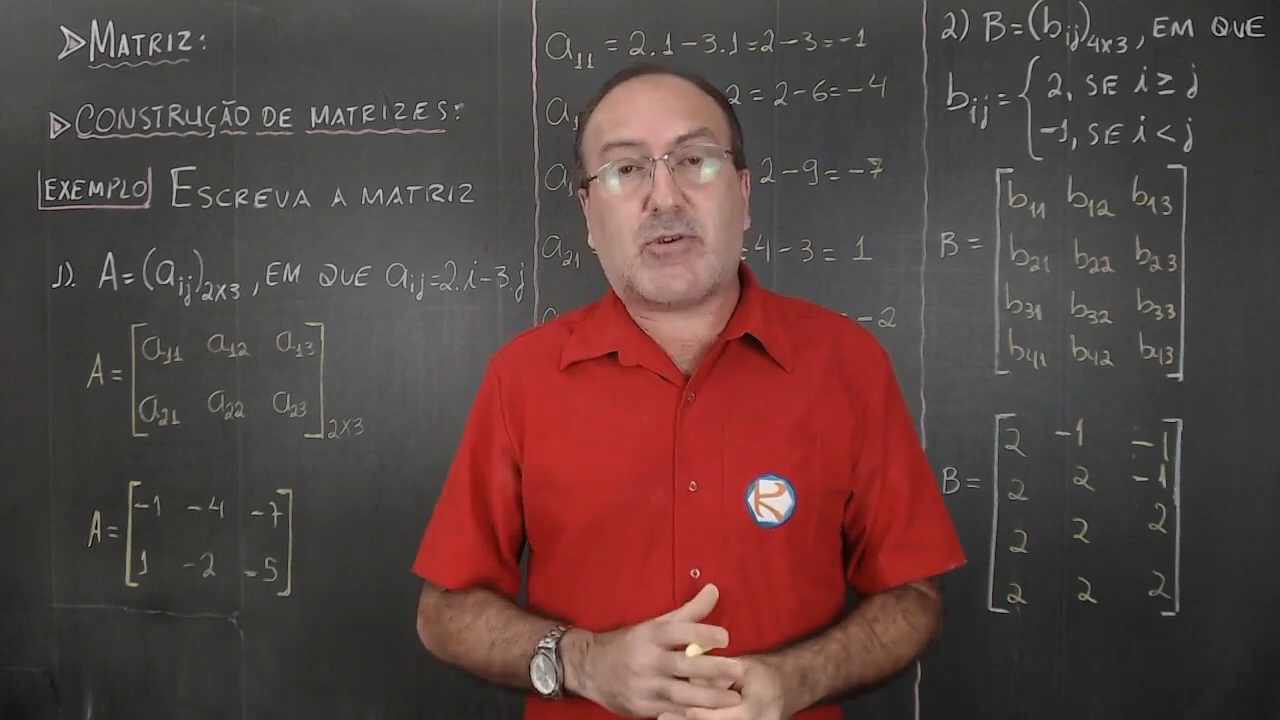 MATRIZ:
CONSTRUÇÃO DE MATRIZES:
EXEMPLO ESCREVA A MATRIZ
1). A=(aij)2x3, EM QUE aij=2.i-3.j
A= [a11 a12 a13
a21 a22 a23] 2x3
A= [-1 -4 -7
1 -2 -5]
a11 = 2.1-3.1=2-3=-1
2=2-6=-4
2-9=-7
a21 =4-3=1
-2
2) B=(bij)4x3, EM QUE
bij= { 2, SE i ≥ j
-1, SE i < j
B= [b11 b12 b13
b21 b22 b23
b31 b32 b33
b41 b42 b43]
B= [2 -1 -1
2 2 -1
2 2 2
2 2 2]
R